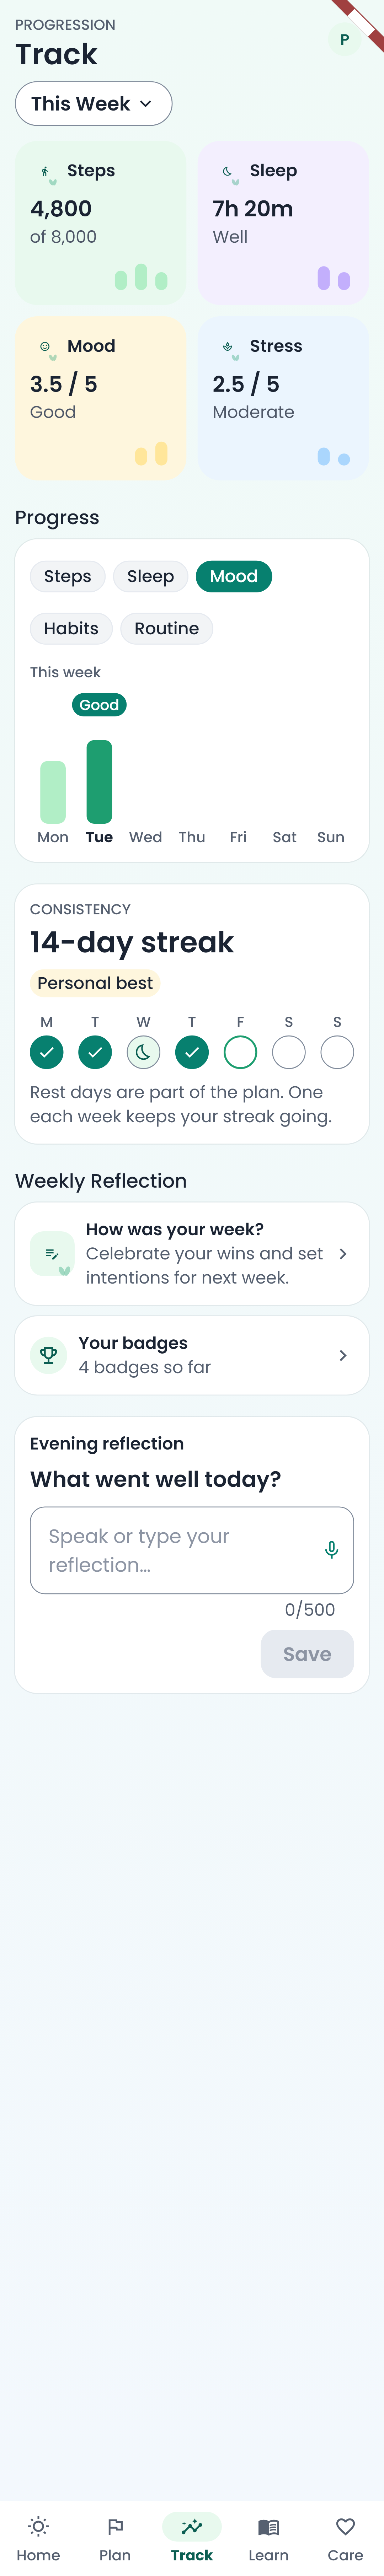 PROGRESSION
Track
P
This Week
Steps
4,800
of 8,000
Sleep
7h 20m
Well
Mood
3.5 / 5
Good
Stress
2.5 / 5
Moderate
Progress
Steps
Sleep
Mood
Habits
Routine
This week
Good
Mon Tue Wed Thu Fri Sat Sun
CONSISTENCY
14-day streak
Personal best
M T W T F S S
Rest days are part of the plan. One
each week keeps your streak going.
Weekly Reflection
How was your week?
Celebrate your wins and set
intentions for next week.
Your badges
4 badges so far
Evening reflection
What went well today?
Speak or type your
reflection...
0/500
Save
Home Plan Track Learn Care